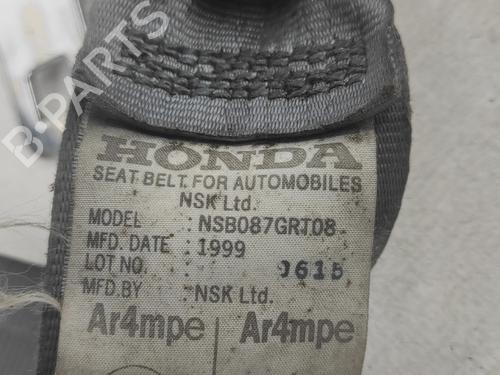 HONDA
SEAT BELT FOR AUTOMOBILES
NSK Ltd.
MODEL : NSB087GRT08
MFD. DATE : 1999
LOT NO. : 0615
MFD.BY : NSK Ltd.
Ar4mpe Ar4mpe
B-PARTS